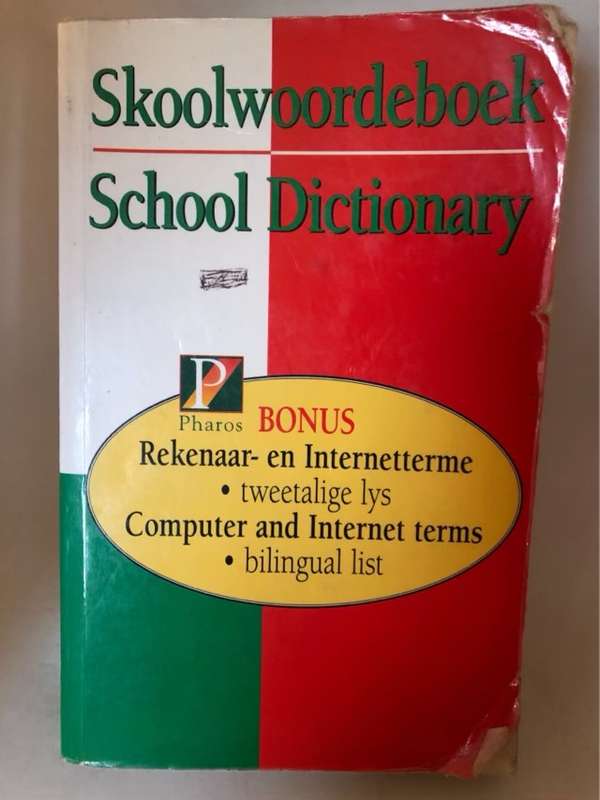 Skoolwoordeboek
School Dictionary
P
Pharos
BONUS
Rekenaar- en Internetterme
• tweetalige lys
Computer and Internet terms
• bilingual list